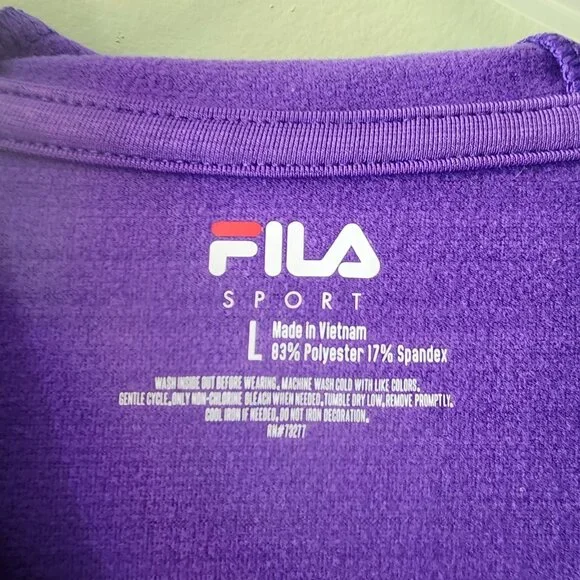 FILA
SPORT
L Made in Vietnam
83% Polyester 17% Spandex
WASH INSIDE OUT BEFORE WEARING. MACHINE WASH COLD WITH LIKE COLORS.
GENTLE CYCLE. ONLY NON-CHLORINE BLEACH WHEN NEEDED. TUMBLE DRY LOW. REMOVE PROMPTLY.
COOL IRON IF NEEDED. DO NOT IRON DECORATION.
RN#73277